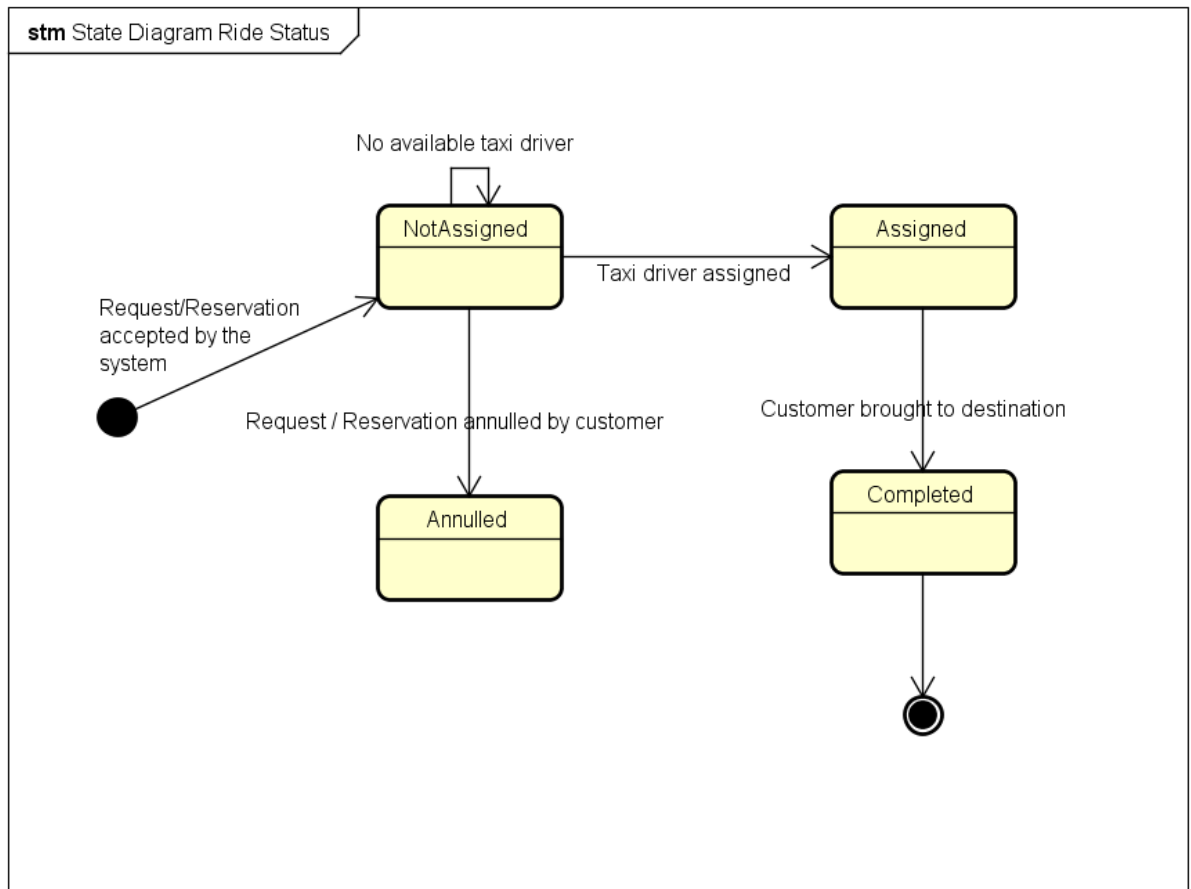 stm State Diagram Ride Status
No available taxi driver
NotAssigned
Assigned
Taxi driver assigned
Request/Reservation
accepted by the
system
Request / Reservation annulled by customer
Customer brought to destination
Completed
Annulled